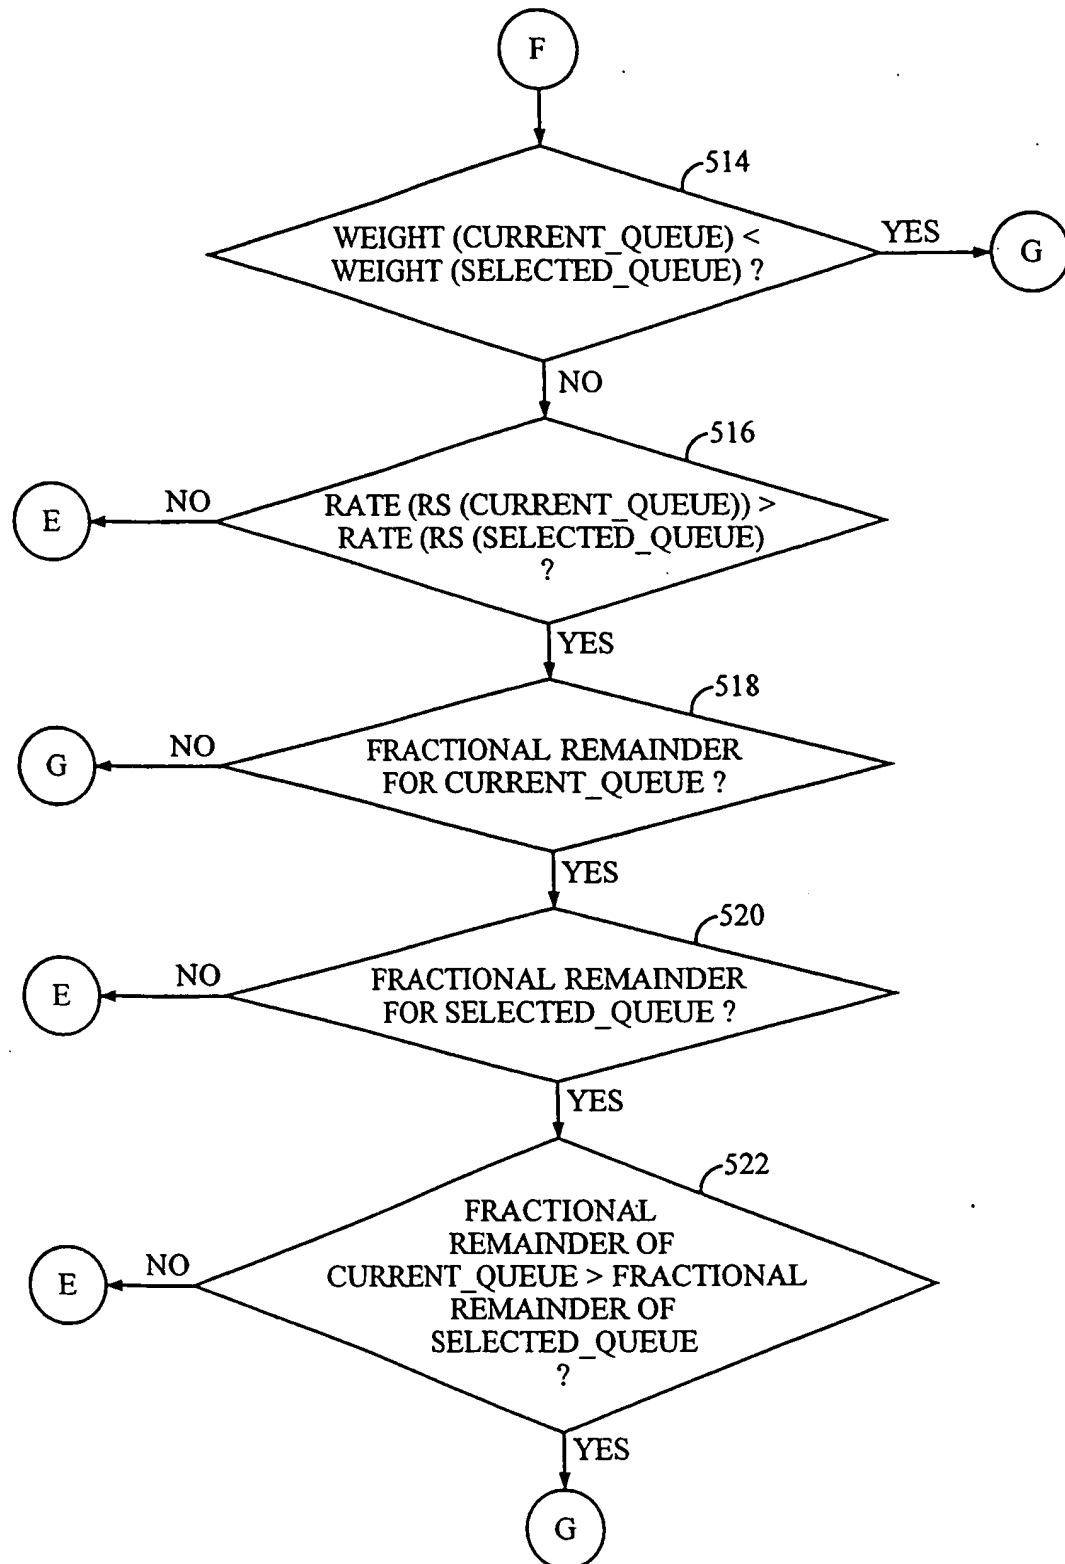 F
514
WEIGHT (CURRENT_QUEUE) <
WEIGHT (SELECTED_QUEUE) ?
YES
G
NO
516
RATE (RS (CURRENT_QUEUE)) >
RATE (RS (SELECTED_QUEUE)
?
NO
E
YES
518
FRACTIONAL REMAINDER
FOR CURRENT_QUEUE ?
NO
G
YES
520
FRACTIONAL REMAINDER
FOR SELECTED_QUEUE ?
NO
E
YES
522
FRACTIONAL
REMAINDER OF
CURRENT_QUEUE > FRACTIONAL
REMAINDER OF
SELECTED_QUEUE
?
NO
E
YES
G